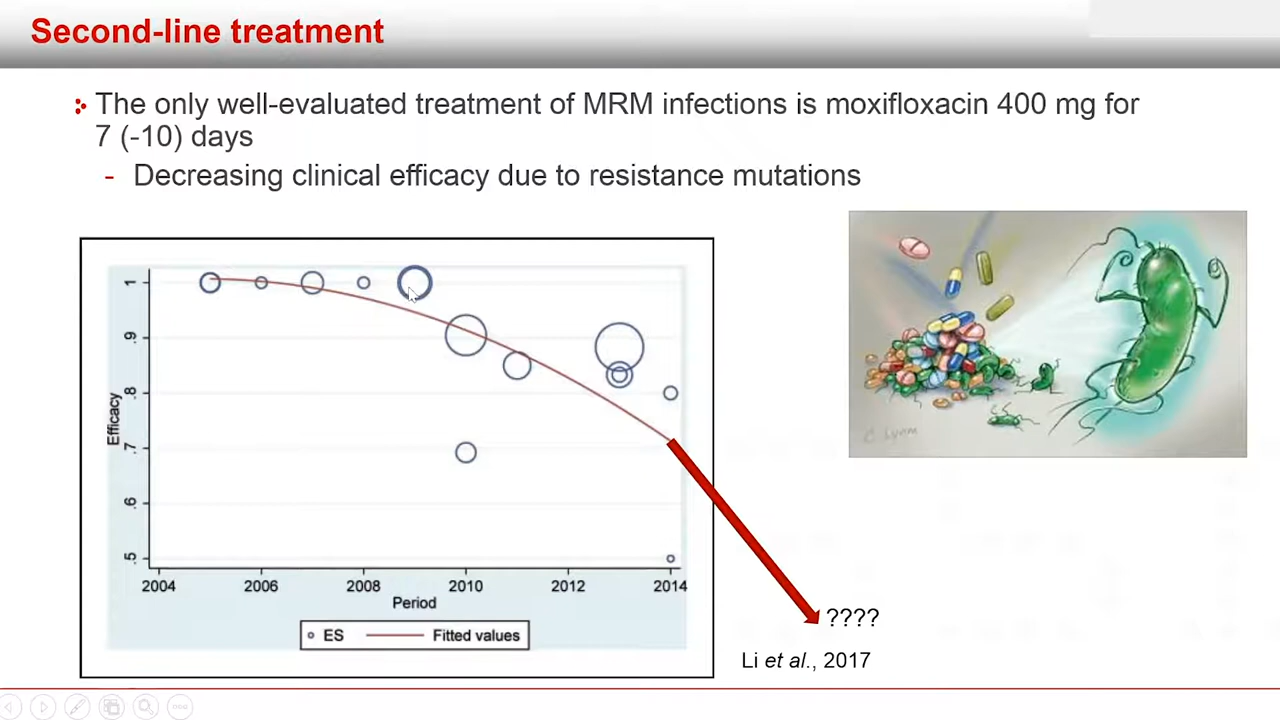 Second-line treatment
The only well-evaluated treatment of MRM infections is moxifloxacin 400 mg for
7 (-10) days
- Decreasing clinical efficacy due to resistance mutations
1
.9
.8
.7
.6
.5
Efficacy
2004 2006 2008 2010 2012 2014
Period
ES Fitted values
C Lynm
????
Li et al., 2017